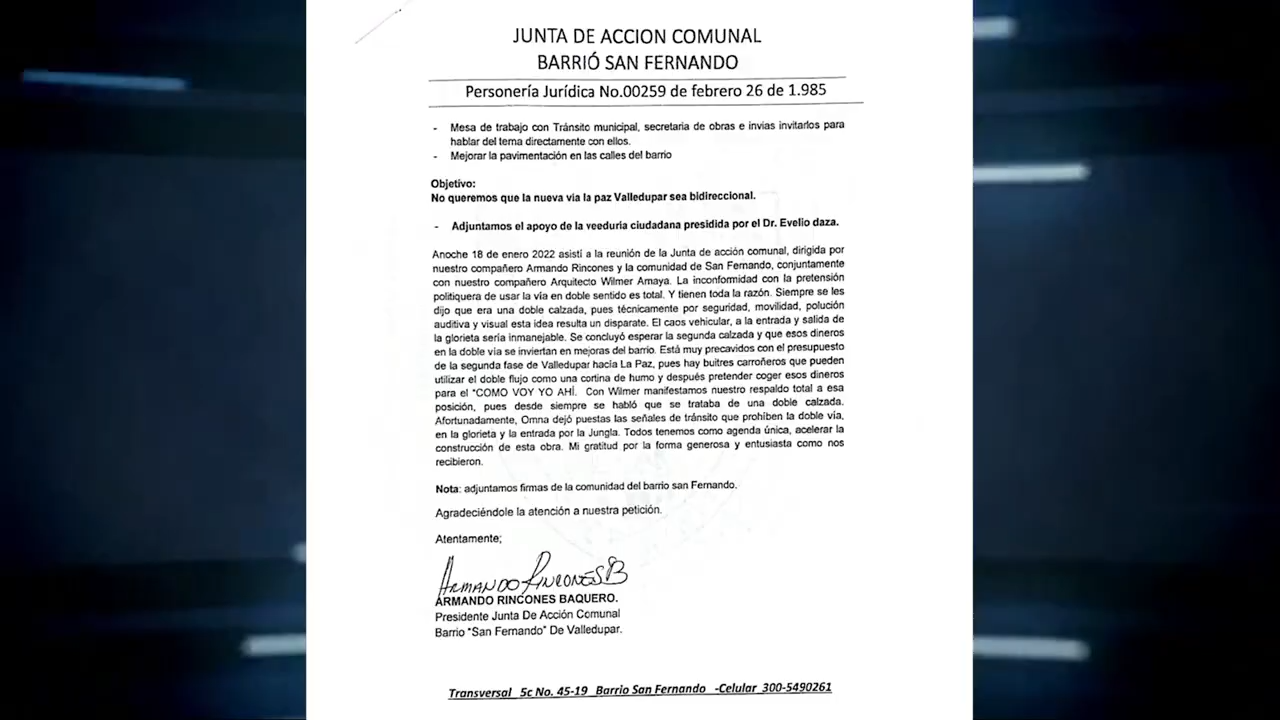 JUNTA DE ACCION COMUNAL
BARRIÓ SAN FERNANDO
Personería Jurídica No.00259 de febrero 26 de 1.985
- Mesa de trabajo con Tránsito municipal, secretaria de obras e invias invitarlos para
hablar del tema directamente con ellos.
- Mejorar la pavimentación en las calles del barrio
Objetivo:
No queremos que la nueva via la paz Valledupar sea bidireccional.
- Adjuntamos el apoyo de la veeduria ciudadana presidida por el Dr. Evelio daza.
Anoche 18 de enero 2022 asistí a la reunión de la Junta de acción comunal, dirigida por
nuestro compañero Armando Rincones y la comunidad de San Fernando, conjuntamente
con nuestro compañero Arquitecto Wilmer Amaya. La inconformidad con la pretensión
politiquera de usar la vía en doble sentido es total. Y tienen toda la razón. Siempre se les
dijo que era una doble calzada, pues técnicamente por seguridad, movilidad, polución
auditiva y visual esta idea resulta un disparate. El caos vehicular, a la entrada y salida de
la glorieta sería inmanejable. Se concluyó esperar la segunda calzada y que esos dineros
en la doble vía se inviertan en mejoras del barrio. Está muy precavidos con el presupuesto
de la segunda fase de Valledupar hacia La Paz, pues hay buitres carroñeros que pueden
utilizar el doble flujo como una cortina de humo y después pretender coger esos dineros
para el "COMO VOY YO AHÍ. Con Wilmer manifestamos nuestro respaldo total a esa
posición, pues desde siempre se habló que se trataba de una doble calzada.
Afortunadamente, Omna dejó puestas las señales de tránsito que prohíben la doble vía,
en la glorieta y la entrada por la Jungla. Todos tenemos como agenda única, acelerar la
construcción de esta obra. Mi gratitud por la forma generosa y entusiasta como nos
recibieron.
Nota: adjuntamos firmas de la comunidad del barrio san Fernando.
Agradeciéndole la atención a nuestra petición.
Atentamente;
ARMANDO RINCONES B
ARMANDO RINCONES BAQUERO.
Presidente Junta De Acción Comunal
Barrio "San Fernando" De Valledupar.
Transversal 5c No. 45-19 Barrio San Fernando -Celular 300-5490261